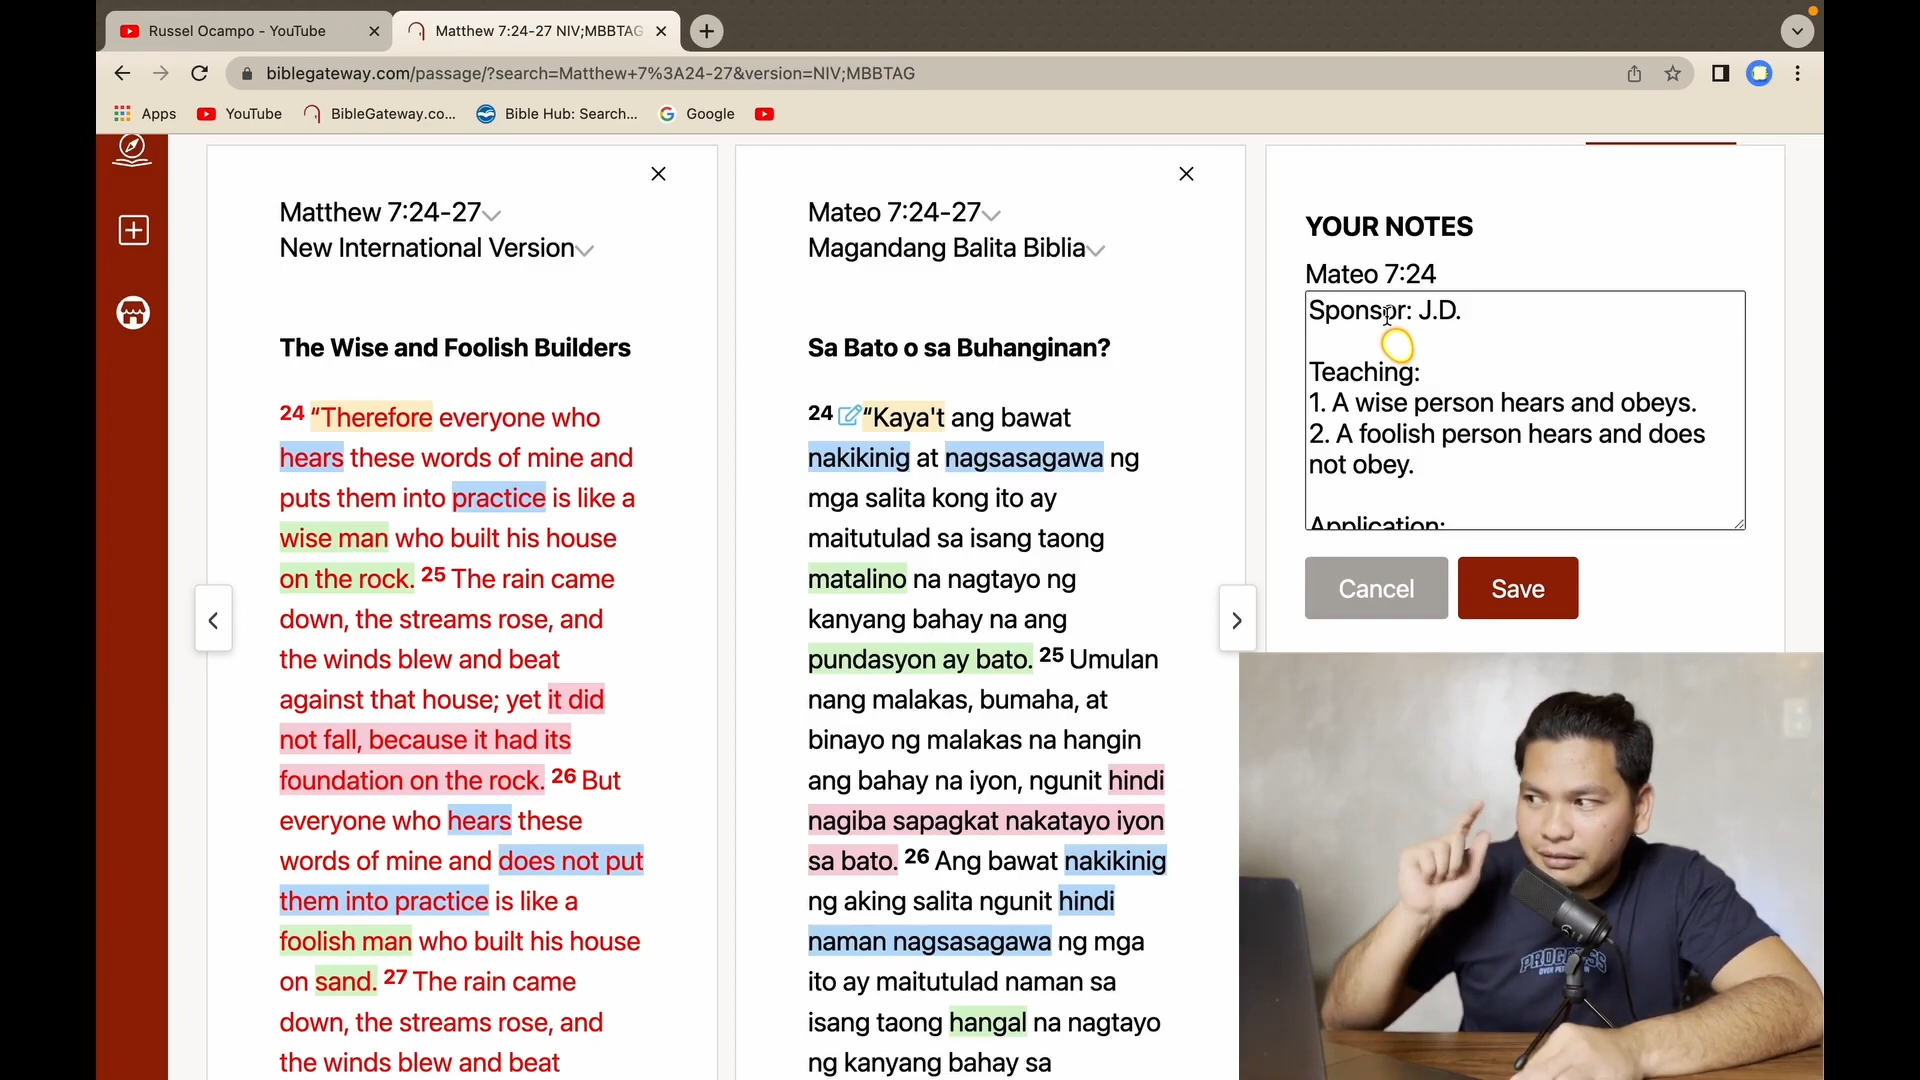 Russel Ocampo - YouTube
Matthew 7:24-27 NIV;MBBTAG
biblegateway.com/passage/?search=Matthew+7%3A24-27&version=NIV;MBBTAG
Apps
YouTube
BibleGateway.co...
Bible Hub: Search...
Google
Matthew 7:24-27
New International Version
The Wise and Foolish Builders
24 “Therefore everyone who
hears these words of mine and
puts them into practice is like a
wise man who built his house
on the rock. 25 The rain came
down, the streams rose, and
the winds blew and beat
against that house; yet it did
not fall, because it had its
foundation on the rock. 26 But
everyone who hears these
words of mine and does not put
them into practice is like a
foolish man who built his house
on sand. 27 The rain came
down, the streams rose, and
the winds blew and beat
Mateo 7:24-27
Magandang Balita Biblia
Sa Bato o sa Buhanginan?
24 “Kaya't ang bawat
nakikinig at nagsasagawa ng
mga salita kong ito ay
maitutulad sa isang taong
matalino na nagtayo ng
kanyang bahay na ang
pundasyon ay bato. 25 Umulan
nang malakas, bumaha, at
binayo ng malakas na hangin
ang bahay na iyon, ngunit hindi
nagiba sapagkat nakatayo iyon
sa bato. 26 Ang bawat nakikinig
ng aking salita ngunit hindi
naman nagsasagawa ng mga
ito ay maitutulad naman sa
isang taong hangal na nagtayo
ng kanyang bahay sa
YOUR NOTES
Mateo 7:24
Sponsor: J.D.
Teaching:
1. A wise person hears and obeys.
2. A foolish person hears and does
not obey.
Application:
Cancel
Save
PROGRESS